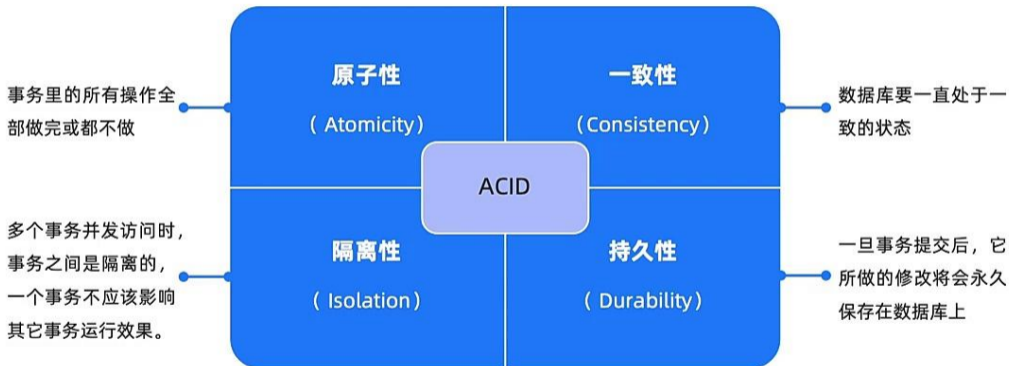 事务里的所有操作全
部做完或都不做
原子性
( Atomicity)
一致性
(Consistency)
数据库要一直处于一
致的状态
ACID
多个事务并发访问时,
事务之间是隔离的,
一个事务不应该影响
其它事务运行效果。
隔离性
( Isolation)
持久性
( Durability)
一旦事务提交后，它
所做的修改将会永久
保存在数据库上